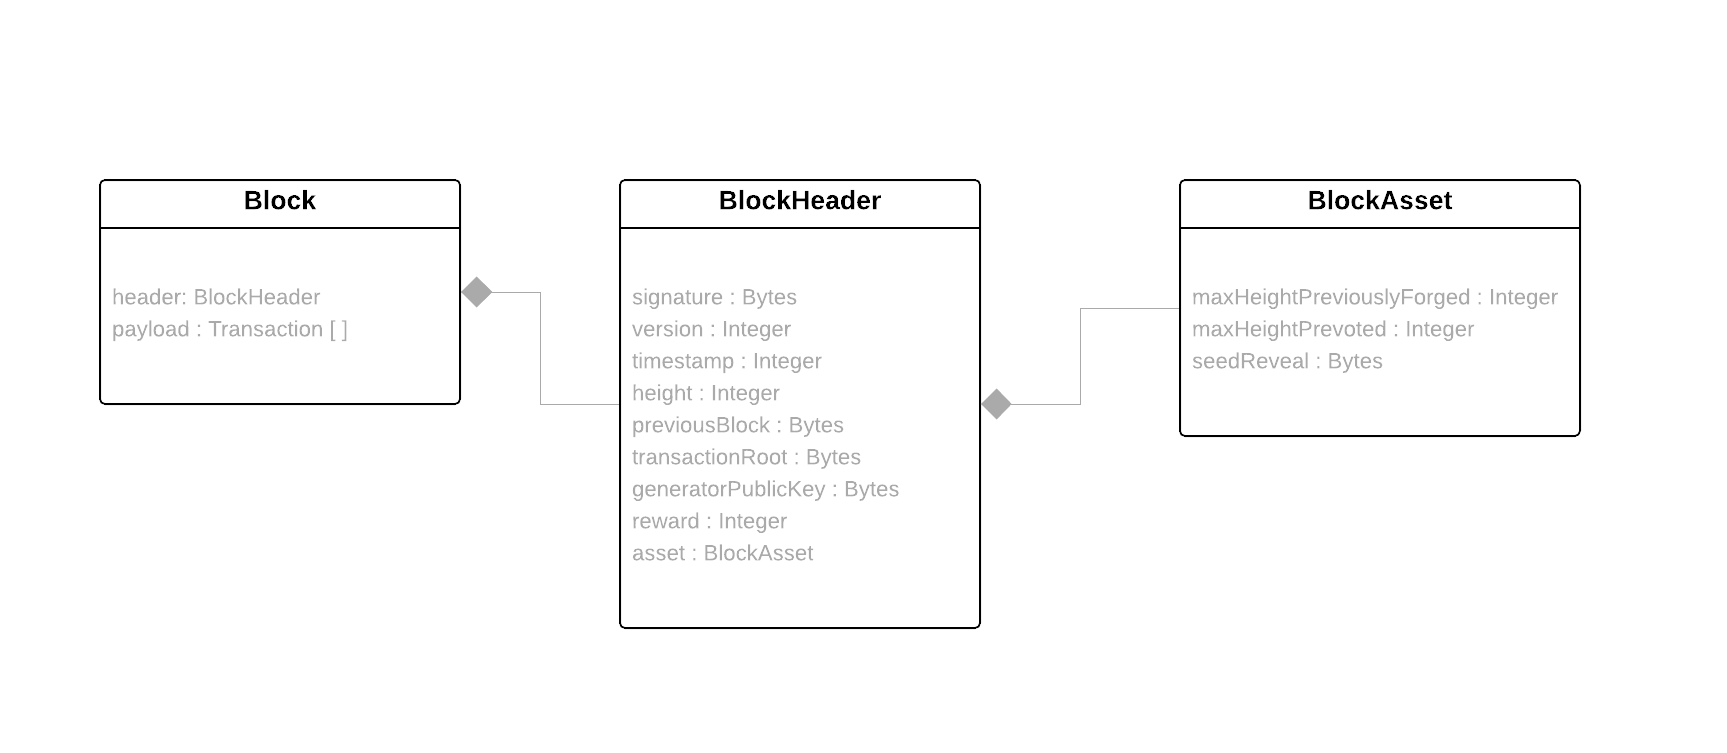 Block
header: BlockHeader
payload : Transaction [ ]
BlockHeader
signature : Bytes
version : Integer
timestamp : Integer
height : Integer
previousBlock : Bytes
transactionRoot : Bytes
generatorPublicKey : Bytes
reward : Integer
asset : BlockAsset
BlockAsset
maxHeightPreviouslyForged : Integer
maxHeightPrevoted : Integer
seedReveal : Bytes